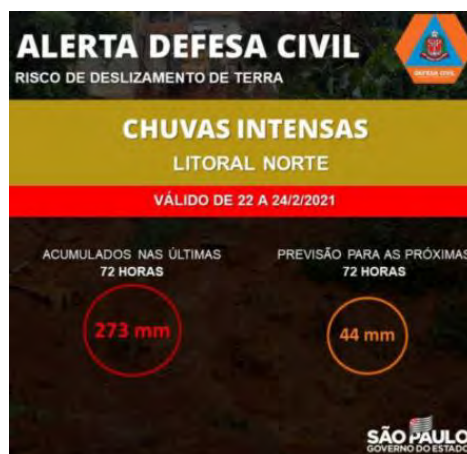 ALERTA DEFESA CIVIL
RISCO DE DESLIZAMENTO DE TERRA
DEFESA CIVIL
CHUVAS INTENSAS
LITORAL NORTE
VÁLIDO DE 22 A 24/2/2021
ACUMULADOS NAS ÚLTIMAS
72 HORAS
273 mm
PREVISÃO PARA AS PRÓXIMAS
72 HORAS
44 mm
SÃO PAULO
GOVERNO DO ESTADO